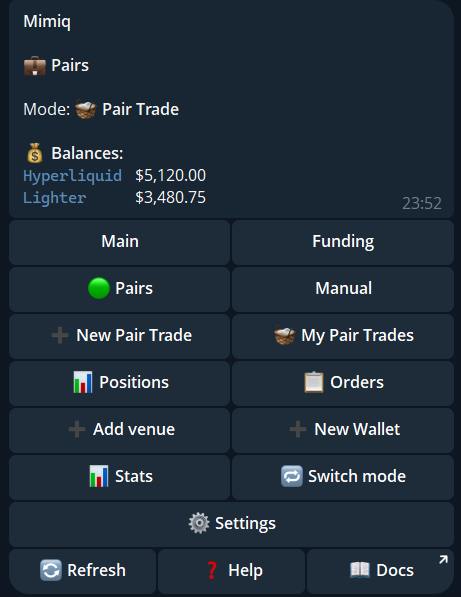 Mimiq
💼 Pairs
Mode: 🧺 Pair Trade
💰 Balances:
Hyperliquid $5,120.00
Lighter $3,480.75
23:52
Main Funding
🟢 Pairs Manual
➕ New Pair Trade 🧺 My Pair Trades
📊 Positions 📋 Orders
➕ Add venue ➕ New Wallet
📊 Stats 🔁 Switch mode
⚙️ Settings
🔄 Refresh ❓ Help 📖 Docs